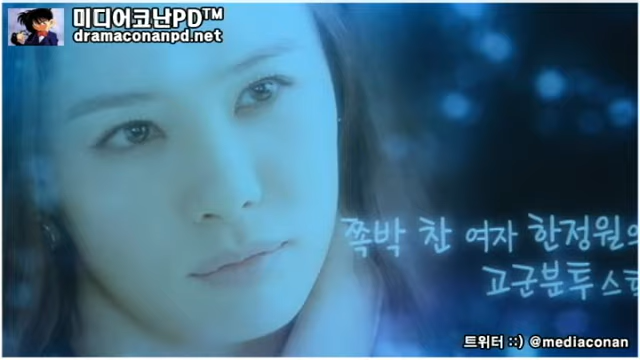 미디어코난PD™
dramaconanpd.net
쪽박 찬 여자 한정원의
고군분투 스
트위터 ::) @mediaconan